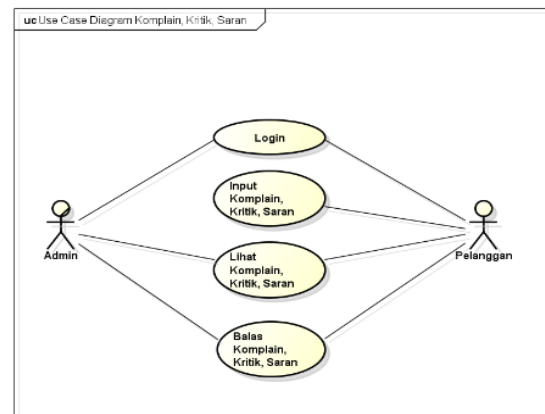 uc Use Case Diagram Komplain, Kritik, Saran
Login
Input
Komplain,
Kritik, Saran
Admin
Pelanggan
Lihat
Komplain,
Kritik, Saran
Balas
Komplain,
Kritik, Saran